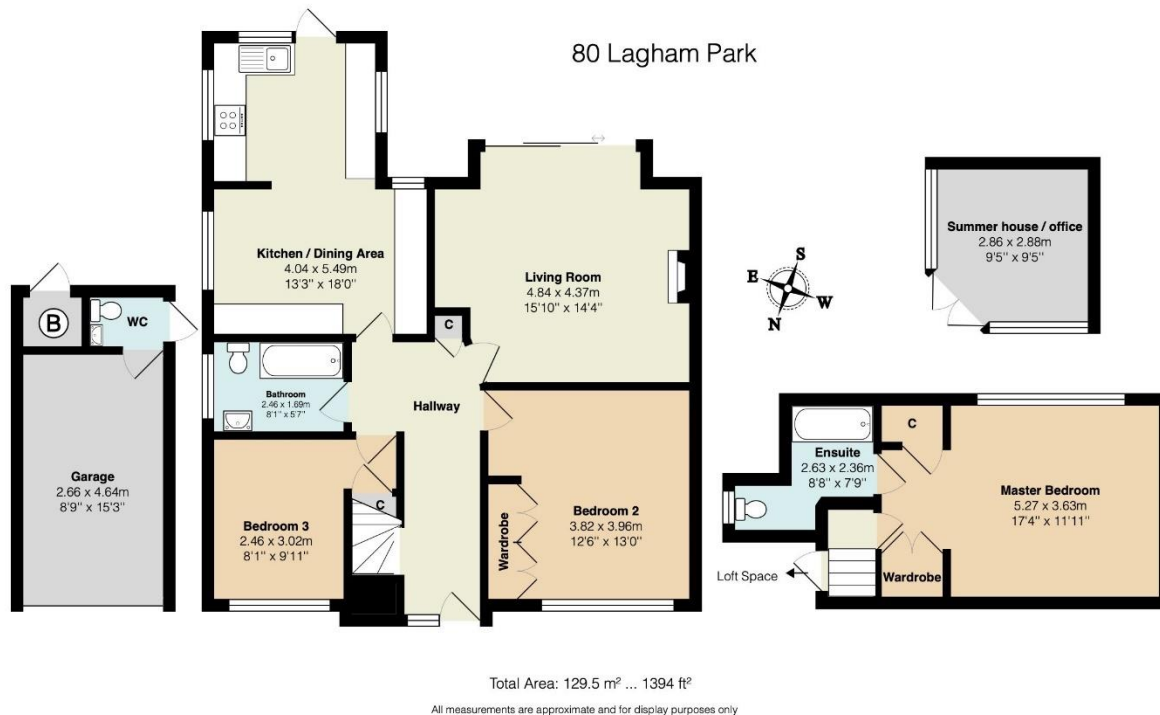 80 Lagham Park
Kitchen / Dining Area
4.04 x 5.49m
13'3" x 18'0"
Living Room
4.84 x 4.37m
15'10" x 14'4"
C
S
E
W
N
Summer house / office
2.86 x 2.88m
9'5" x 9'5"
B
WC
Bathroom
2.46 x 1.69m
8'1" x 5'7"
Hallway
Garage
2.66 x 4.64m
8'9" x 15'3"
Bedroom 3
2.46 x 3.02m
8'1" x 9'11"
C
Wardrobe
Bedroom 2
3.82 x 3.96m
12'6" x 13'0"
Ensuite
2.63 x 2.36m
8'8" x 7'9"
C
Master Bedroom
5.27 x 3.63m
17'4" x 11'11"
Loft Space
Wardrobe
Total Area: 129.5 m² ... 1394 ft²
All measurements are approximate and for display purposes only